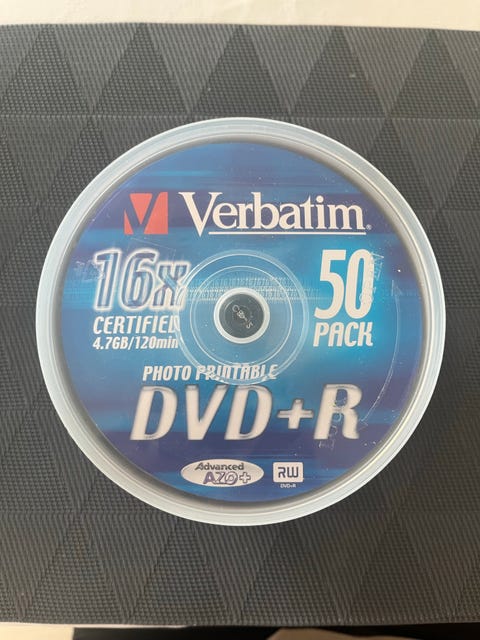 Verbatim.
16x
CERTIFIED
4.7GB/120min
50
PACK
PHOTO PRINTABLE
DVD+R
Advanced
AZO+
RW
DVD+R